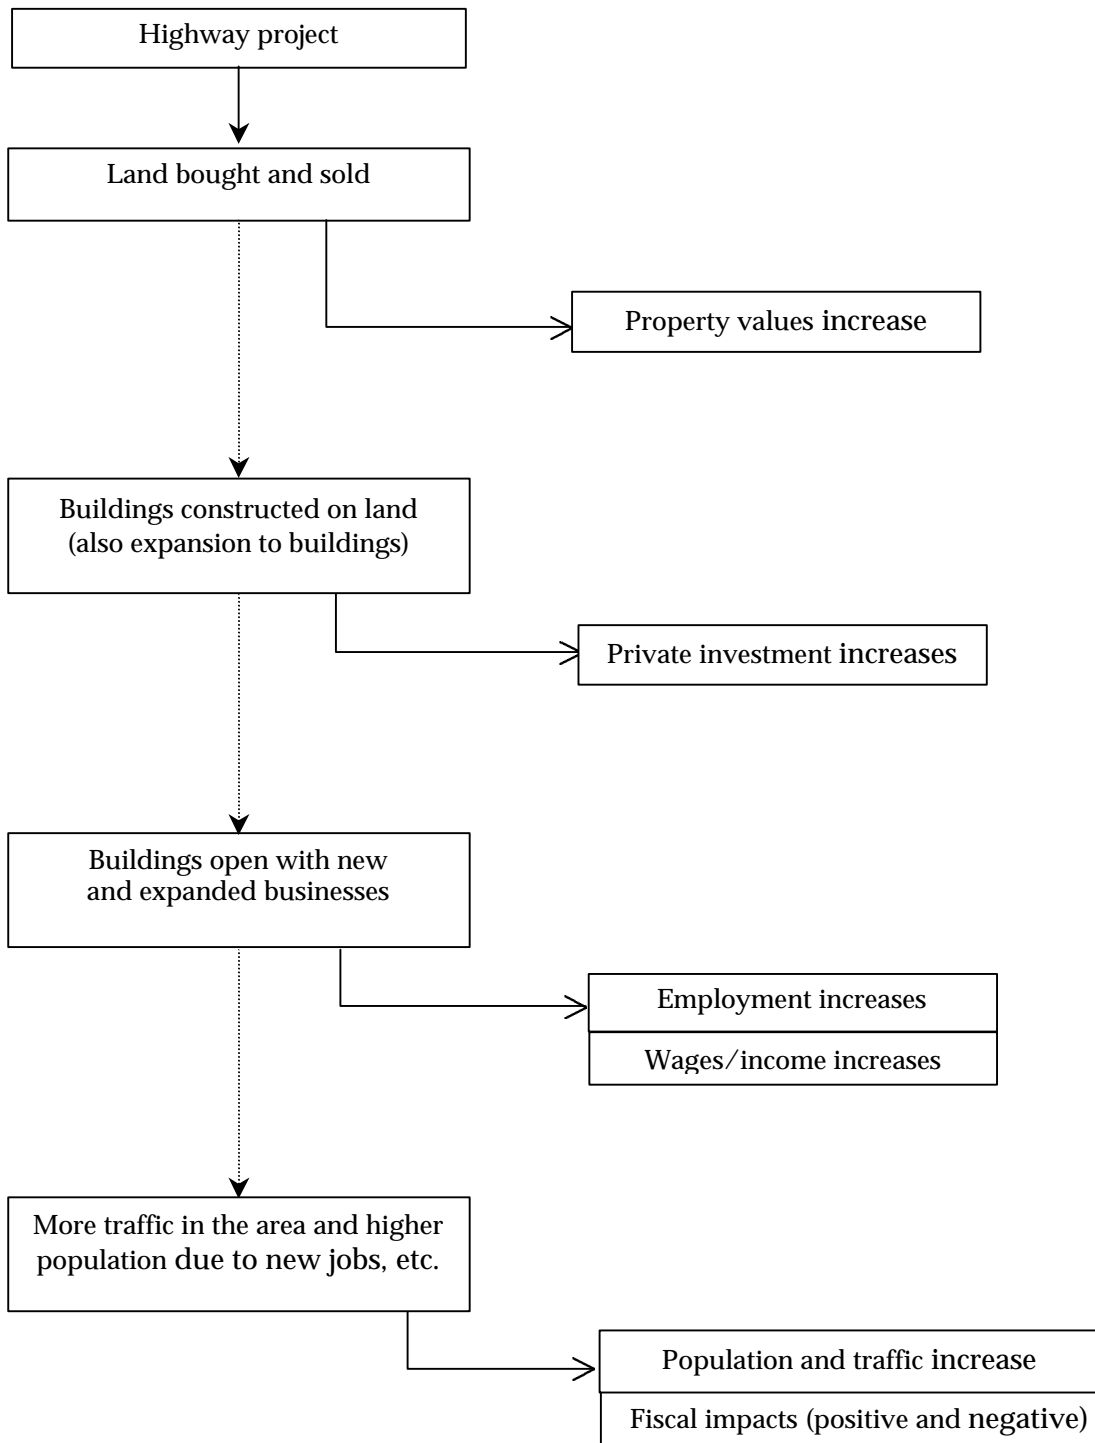 Highway project
Land bought and sold
Property values increase
Buildings constructed on land
(also expansion to buildings)
Private investment increases
Buildings open with new
and expanded businesses
Employment increases
Wages/income increases
More traffic in the area and higher
population due to new jobs, etc.
Population and traffic increase
Fiscal impacts (positive and negative)